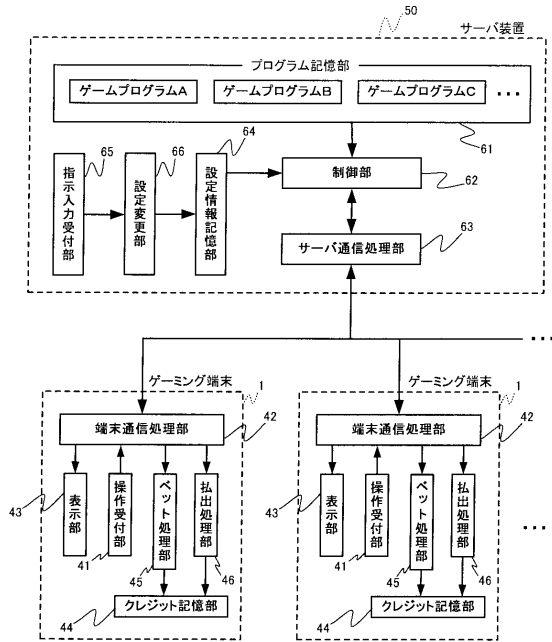 50
サーバ装置
プログラム記憶部
ゲームプログラムA
ゲームプログラムB
ゲームプログラムC
...
61
65
66
64
指示入力受付部
設定変更部
設定情報記憶部
制御部
62
サーバ通信処理部
63
...
ゲーミング端末
1
端末通信処理部
42
43
表示部
操作受付部
ベット処理部
払出処理部
41
45
46
44
クレジット記憶部
ゲーミング端末
1
端末通信処理部
42
43
表示部
操作受付部
ベット処理部
払出処理部
41
45
46
44
クレジット記憶部
...